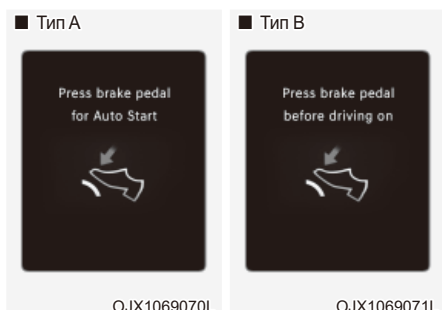 ■ Тип A
Press brake pedal
for Auto Start
OJX1069070L
■ Тип B
Press brake pedal
before driving on
OJX1069071L